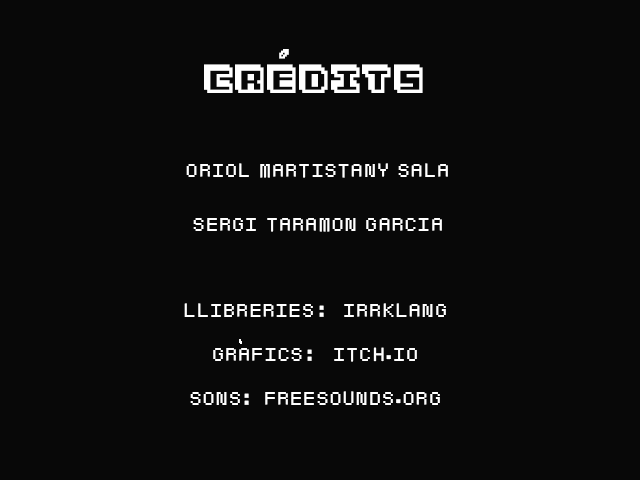 CRÉDITS
ORIOL MARTISTANY SALA
SERGI TARAMON GARCIA
LLIBRERIES: IRRKLANG
GRÀFICS: ITCH.IO
SONS: FREESOUNDS.ORG